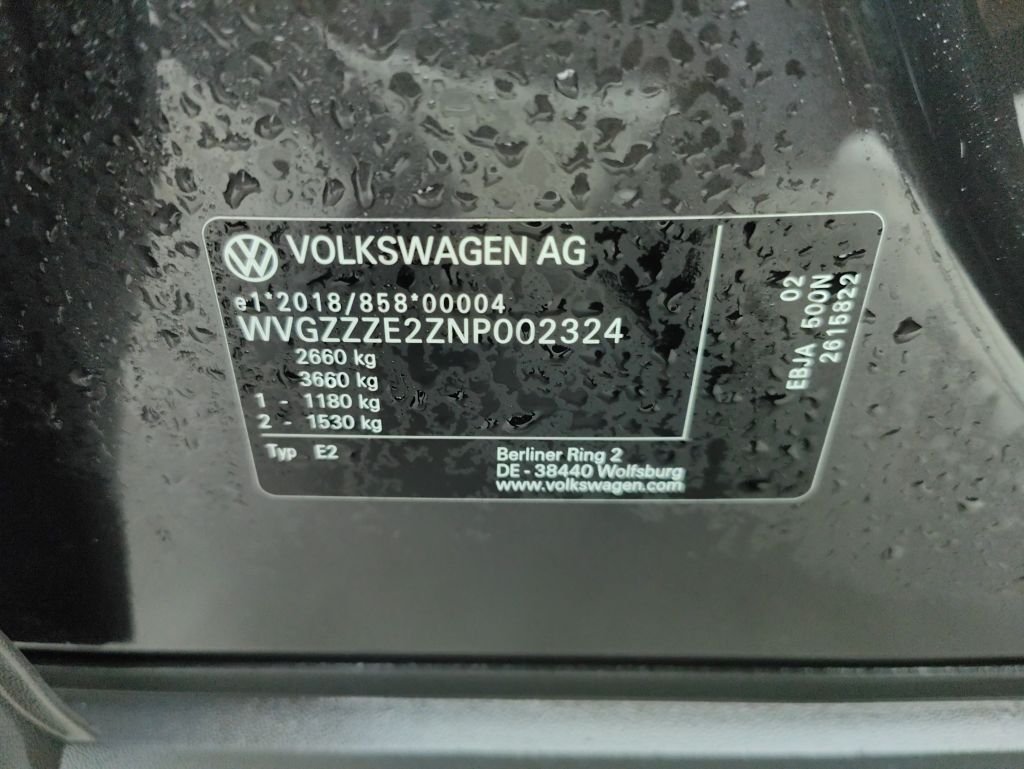 VOLKSWAGEN AG
e1*2018/858*00004
WVGZZZE2ZNP002324
2660 kg
3660 kg
1 - 1180 kg
2 - 1530 kg
Typ E2
Berliner Ring 2
DE - 38440 Wolfsburg
www.volkswagen.com
02
EBJA 500N
2615822